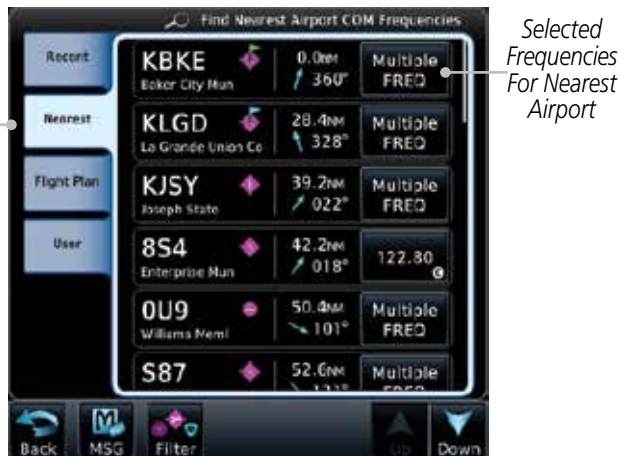 Find Nearest Airport COM Frequencies
Selected
Frequencies
For Nearest
Airport
Recent
Nearest
Flight Plan
User
KBKE
Baker City Mun
0.0NM
360°
Multiple
FREQ
KLGD
La Grande Union Co
28.4NM
328°
Multiple
FREQ
KJSY
Joseph State
39.2NM
022°
Multiple
FREQ
8S4
Enterprise Mun
42.2NM
018°
122.80
C
0U9
Williams Meml
50.4NM
101°
Multiple
FREQ
S87
52.6NM
Multiple
FREQ
Back
MSG
Filter
Up
Down